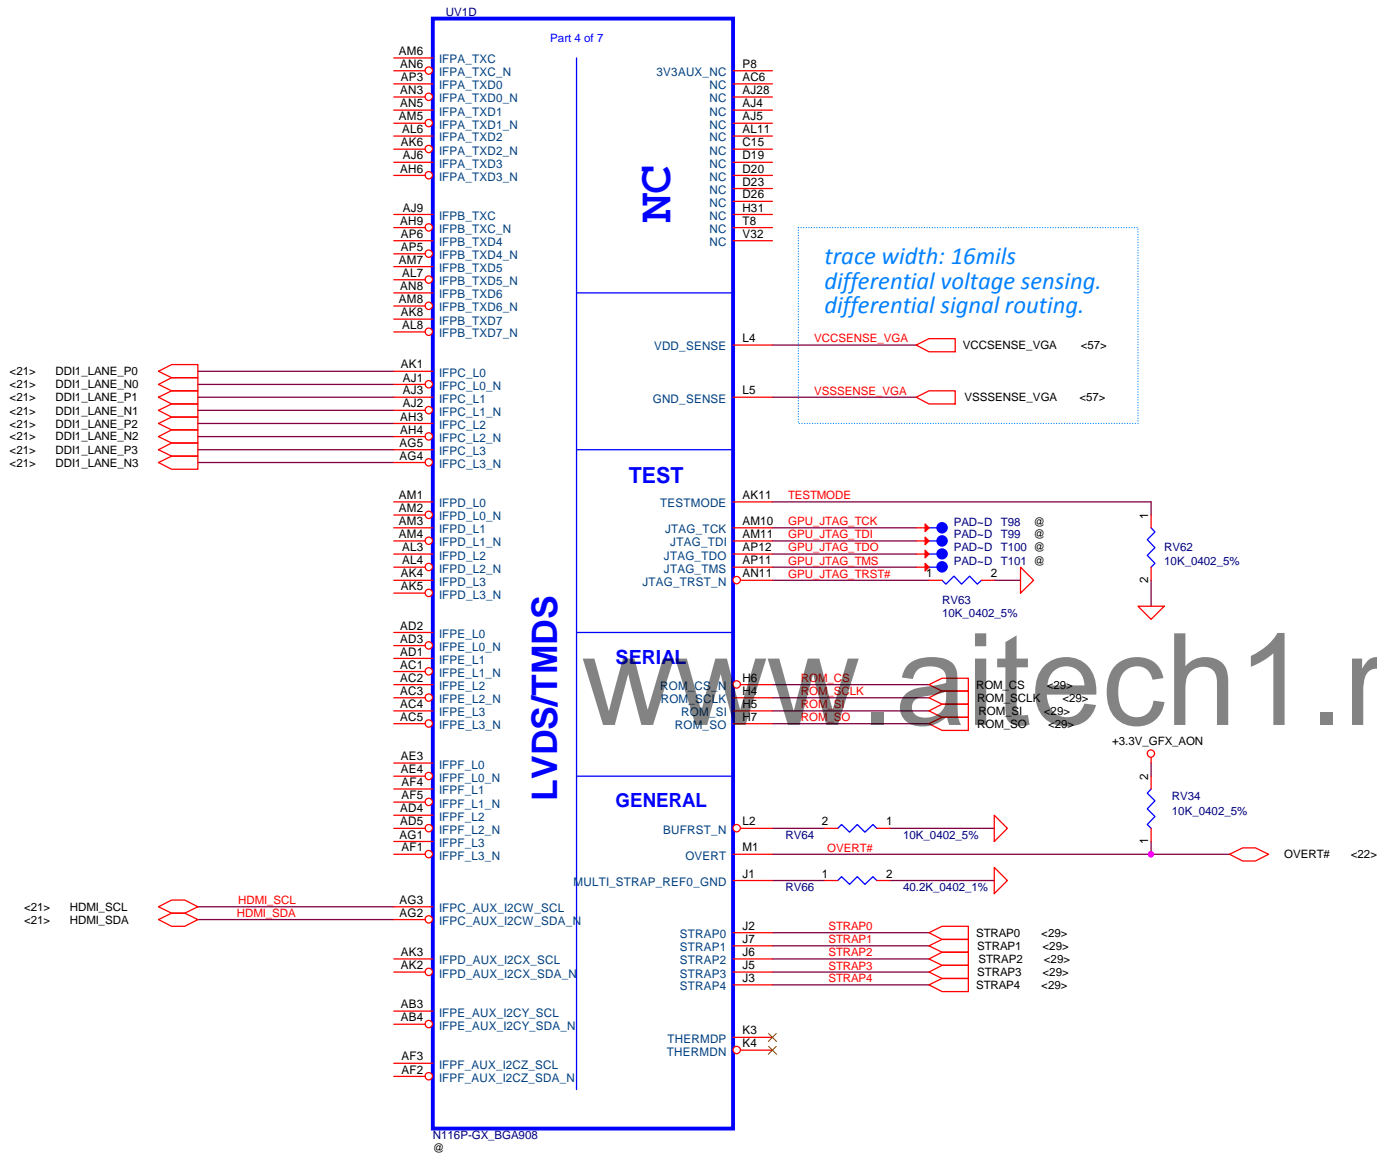 UV1D
Part 4 of 7
AM6 IFPA_TXC
AN6 IFPA_TXC_N
AP3 IFPA_TXD0
AN3 IFPA_TXD0_N
AN5 IFPA_TXD1
AM5 IFPA_TXD1_N
AL6 IFPA_TXD2
AK6 IFPA_TXD2_N
AJ6 IFPA_TXD3
AH6 IFPA_TXD3_N
AJ9 IFPB_TXC
AH9 IFPB_TXC_N
AP6 IFPB_TXD4
AP5 IFPB_TXD4_N
AM7 IFPB_TXD5
AL7 IFPB_TXD5_N
AN8 IFPB_TXD6
AM8 IFPB_TXD6_N
AK8 IFPB_TXD7
AL8 IFPB_TXD7_N
<21> DDI1_LANE_P0 AK1 IFPC_L0
<21> DDI1_LANE_N0 AJ1 IFPC_L0_N
<21> DDI1_LANE_P1 AJ3 IFPC_L1
<21> DDI1_LANE_N1 AJ2 IFPC_L1_N
<21> DDI1_LANE_P2 AH3 IFPC_L2
<21> DDI1_LANE_N2 AH4 IFPC_L2_N
<21> DDI1_LANE_P3 AG5 IFPC_L3
<21> DDI1_LANE_N3 AG4 IFPC_L3_N
AM1 IFPD_L0
AM2 IFPD_L0_N
AM3 IFPD_L1
AM4 IFPD_L1_N
AL3 IFPD_L2
AL4 IFPD_L2_N
AK4 IFPD_L3
AK5 IFPD_L3_N
AD2 IFPE_L0
AD3 IFPE_L0_N
AD1 IFPE_L1
AC1 IFPE_L1_N
AC2 IFPE_L2
AC3 IFPE_L2_N
AC4 IFPE_L3
AC5 IFPE_L3_N
AE3 IFPF_L0
AE4 IFPF_L0_N
AF4 IFPF_L1
AF5 IFPF_L1_N
AD4 IFPF_L2
AD5 IFPF_L2_N
AG1 IFPF_L3
AF1 IFPF_L3_N
<21> HDMI_SCL HDMI_SCL AG3 IFPC_AUX_I2CW_SCL
<21> HDMI_SDA HDMI_SDA AG2 IFPC_AUX_I2CW_SDA_N
AK3 IFPD_AUX_I2CX_SCL
AK2 IFPD_AUX_I2CX_SDA_N
AB3 IFPE_AUX_I2CY_SCL
AB4 IFPE_AUX_I2CY_SDA_N
AF3 IFPF_AUX_I2CZ_SCL
AF2 IFPF_AUX_I2CZ_SDA_N
LVDS/TMDS
NC
3V3AUX_NC P8
NC AC6
NC AJ28
NC AJ4
NC AJ5
NC AL11
NC C15
NC D19
NC D20
NC D23
NC D26
NC H31
NC T8
NC V32
trace width: 16mils
differential voltage sensing.
differential signal routing.
VDD_SENSE L4 VCCSENSE_VGA VCCSENSE_VGA <57>
GND_SENSE L5 VSSSENSE_VGA VSSSENSE_VGA <57>
TEST
TESTMODE AK11 TESTMODE
JTAG_TCK AM10 GPU_JTAG_TCK PAD~D T98 @
JTAG_TDI AM11 GPU_JTAG_TDI PAD~D T99 @
JTAG_TDO AP12 GPU_JTAG_TDO PAD~D T100 @
JTAG_TMS AP11 GPU_JTAG_TMS PAD~D T101 @
JTAG_TRST_N AN11 GPU_JTAG_TRST# 1 2
RV63
10K_0402_5%
1
RV62
10K_0402_5%
2
SERIAL
www.aitech1.r
ROM_CS_N H6 ROM_CS ROM_CS <29>
ROM_SCLK H4 ROM_SCLK ROM_SCLK <29>
ROM_SI H5 ROM_SI ROM_SI <29>
ROM_SO H7 ROM_SO ROM_SO <29>
+3.3V_GFX_AON
2
RV34
10K_0402_5%
1
GENERAL
BUFRST_N L2 RV64 2 1 10K_0402_5%
OVERT M1 OVERT# OVERT# <22>
MULTI_STRAP_REF0_GND J1 RV66 1 2 40.2K_0402_1%
STRAP0 J2 STRAP0 STRAP0 <29>
STRAP1 J7 STRAP1 STRAP1 <29>
STRAP2 J6 STRAP2 STRAP2 <29>
STRAP3 J5 STRAP3 STRAP3 <29>
STRAP4 J3 STRAP4 STRAP4 <29>
THERMDP K3
THERMDN K4
N116P-GX_BGA908
@